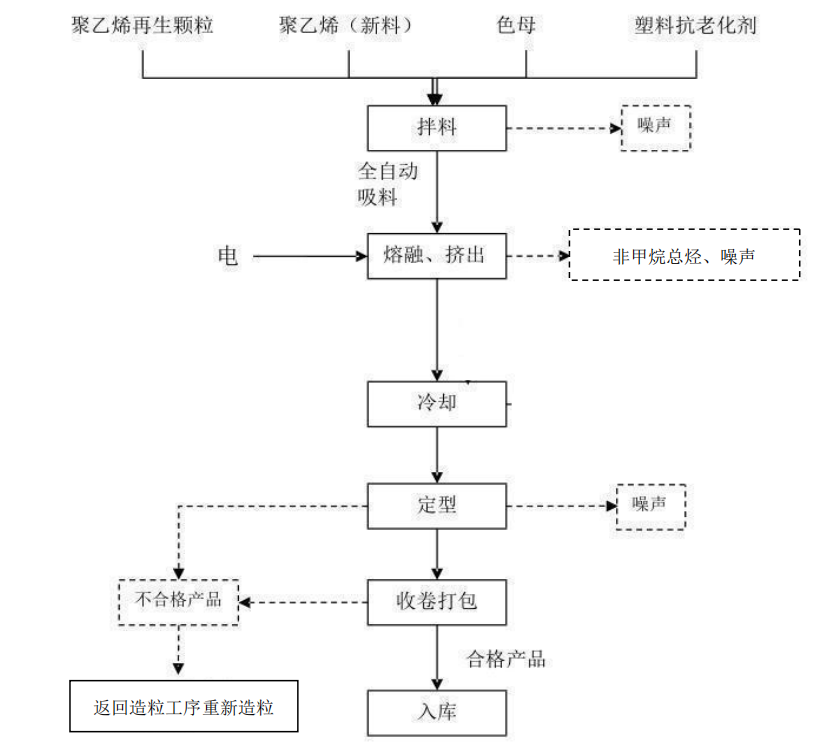 聚乙烯再生颗粒
聚乙烯（新料）
色母
塑料抗老化剂
拌料
噪声
全自动
吸料
电
熔融、挤出
非甲烷总烃、噪声
冷却
定型
噪声
不合格产品
收卷打包
合格产品
返回造粒工序重新造粒
入库